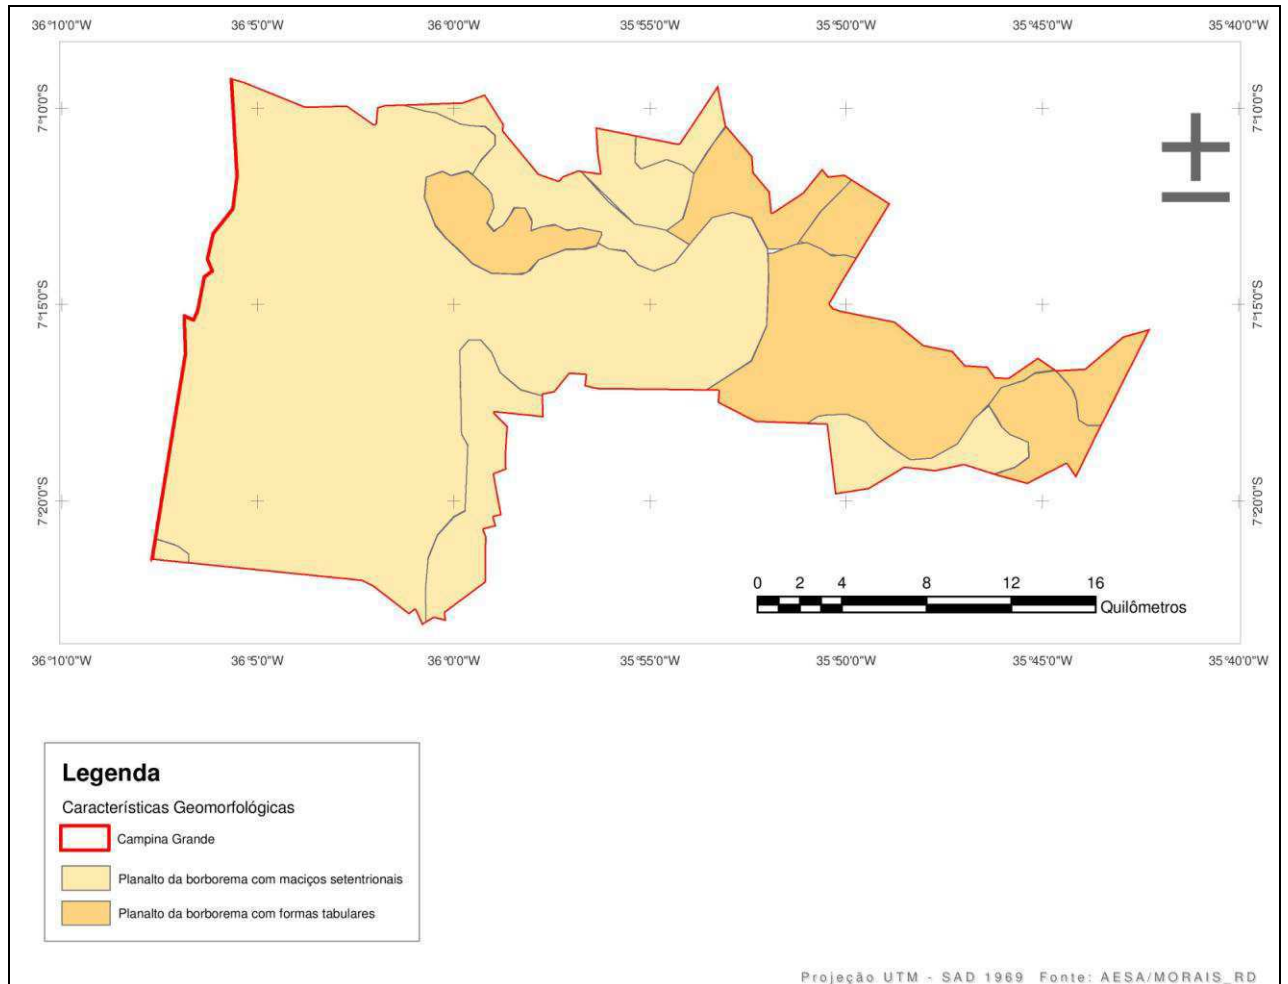 36°10'0"W 36°5'0"W 36°0'0"W 35°55'0"W 35°50'0"W 35°45'0"W 35°40'0"W
7°10'0"S 7°10'0"S
7°15'0"S 7°15'0"S
7°20'0"S 7°20'0"S
0 2 4 8 12 16
Quilômetros
36°10'0"W 36°5'0"W 36°0'0"W 35°55'0"W 35°50'0"W 35°45'0"W 35°40'0"W
Legenda
Características Geomorfológicas
Campina Grande
Planalto da borborema com maciços setentrionais
Planalto da borborema com formas tabulares
Projeção UTM - SAD 1969 Fonte: AESA/MORAIS_RD